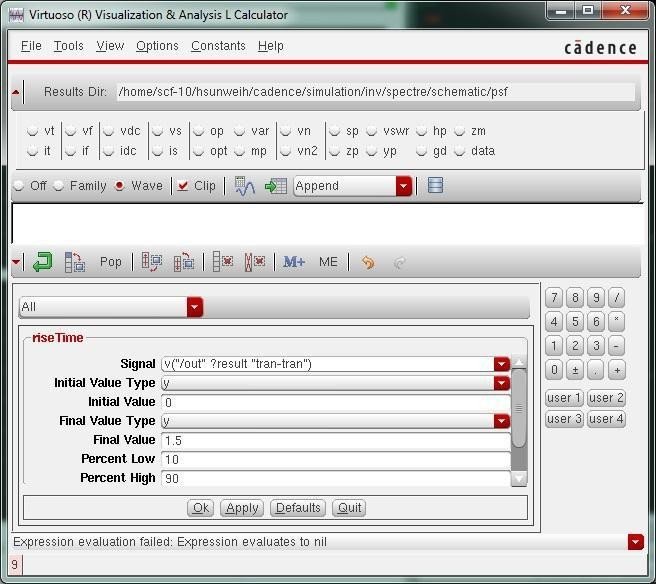 Virtuoso (R) Visualization & Analysis L Calculator
File Tools View Options Constants Help cādence
Results Dir: /home/scf-10/hsunweih/cadence/simulation/inv/spectre/schematic/psf
vt vf vdc vs op var vn sp vswr hp zm
it if idc is opt mp vn2 zp yp gd data
Off Family Wave Clip Append
Pop M+ ME
All
7 8 9 /
4 5 6 *
1 2 3 -
0 ± . +
user 1 user 2
user 3 user 4
riseTime
Signal v("/out" ?result "tran-tran")
Initial Value Type y
Initial Value 0
Final Value Type y
Final Value 1.5
Percent Low 10
Percent High 90
Ok Apply Defaults Quit
Expression evaluation failed: Expression evaluates to nil
9